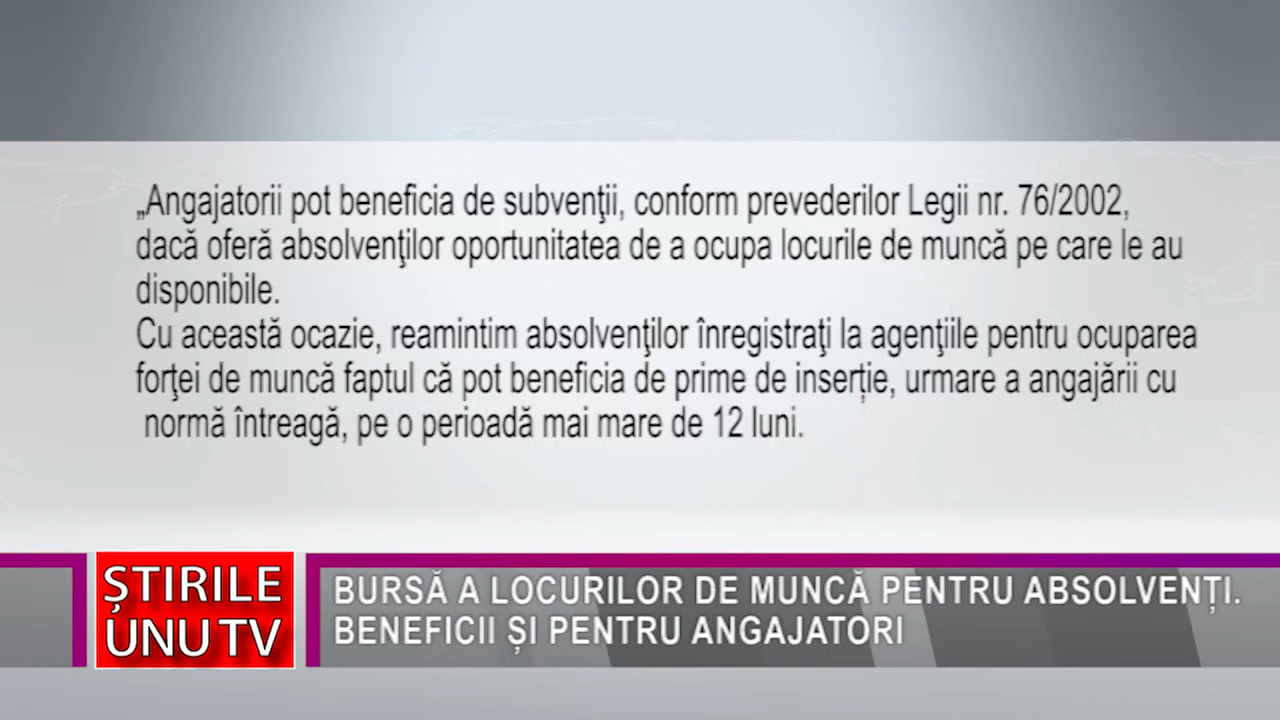 „Angajatorii pot beneficia de subvenţii, conform prevederilor Legii nr. 76/2002,
dacă oferă absolvenţilor oportunitatea de a ocupa locurile de muncă pe care le au
disponibile.
Cu această ocazie, reamintim absolvenţilor înregistraţi la agenţiile pentru ocuparea
forţei de muncă faptul că pot beneficia de prime de inserție, urmare a angajării cu
normă întreagă, pe o perioadă mai mare de 12 luni.
ȘTIRILE
UNU TV
BURSĂ A LOCURILOR DE MUNCĂ PENTRU ABSOLVENȚI.
BENEFICII ȘI PENTRU ANGAJATORI